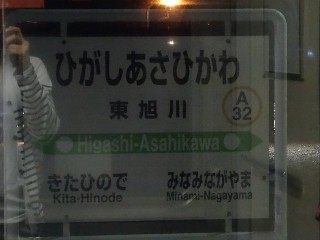 ひがしあさひかわ
東旭川
A
32
Higashi-Asahikawa
きたひので みなみながやま
Kita-Hinode Minami-Nagayama